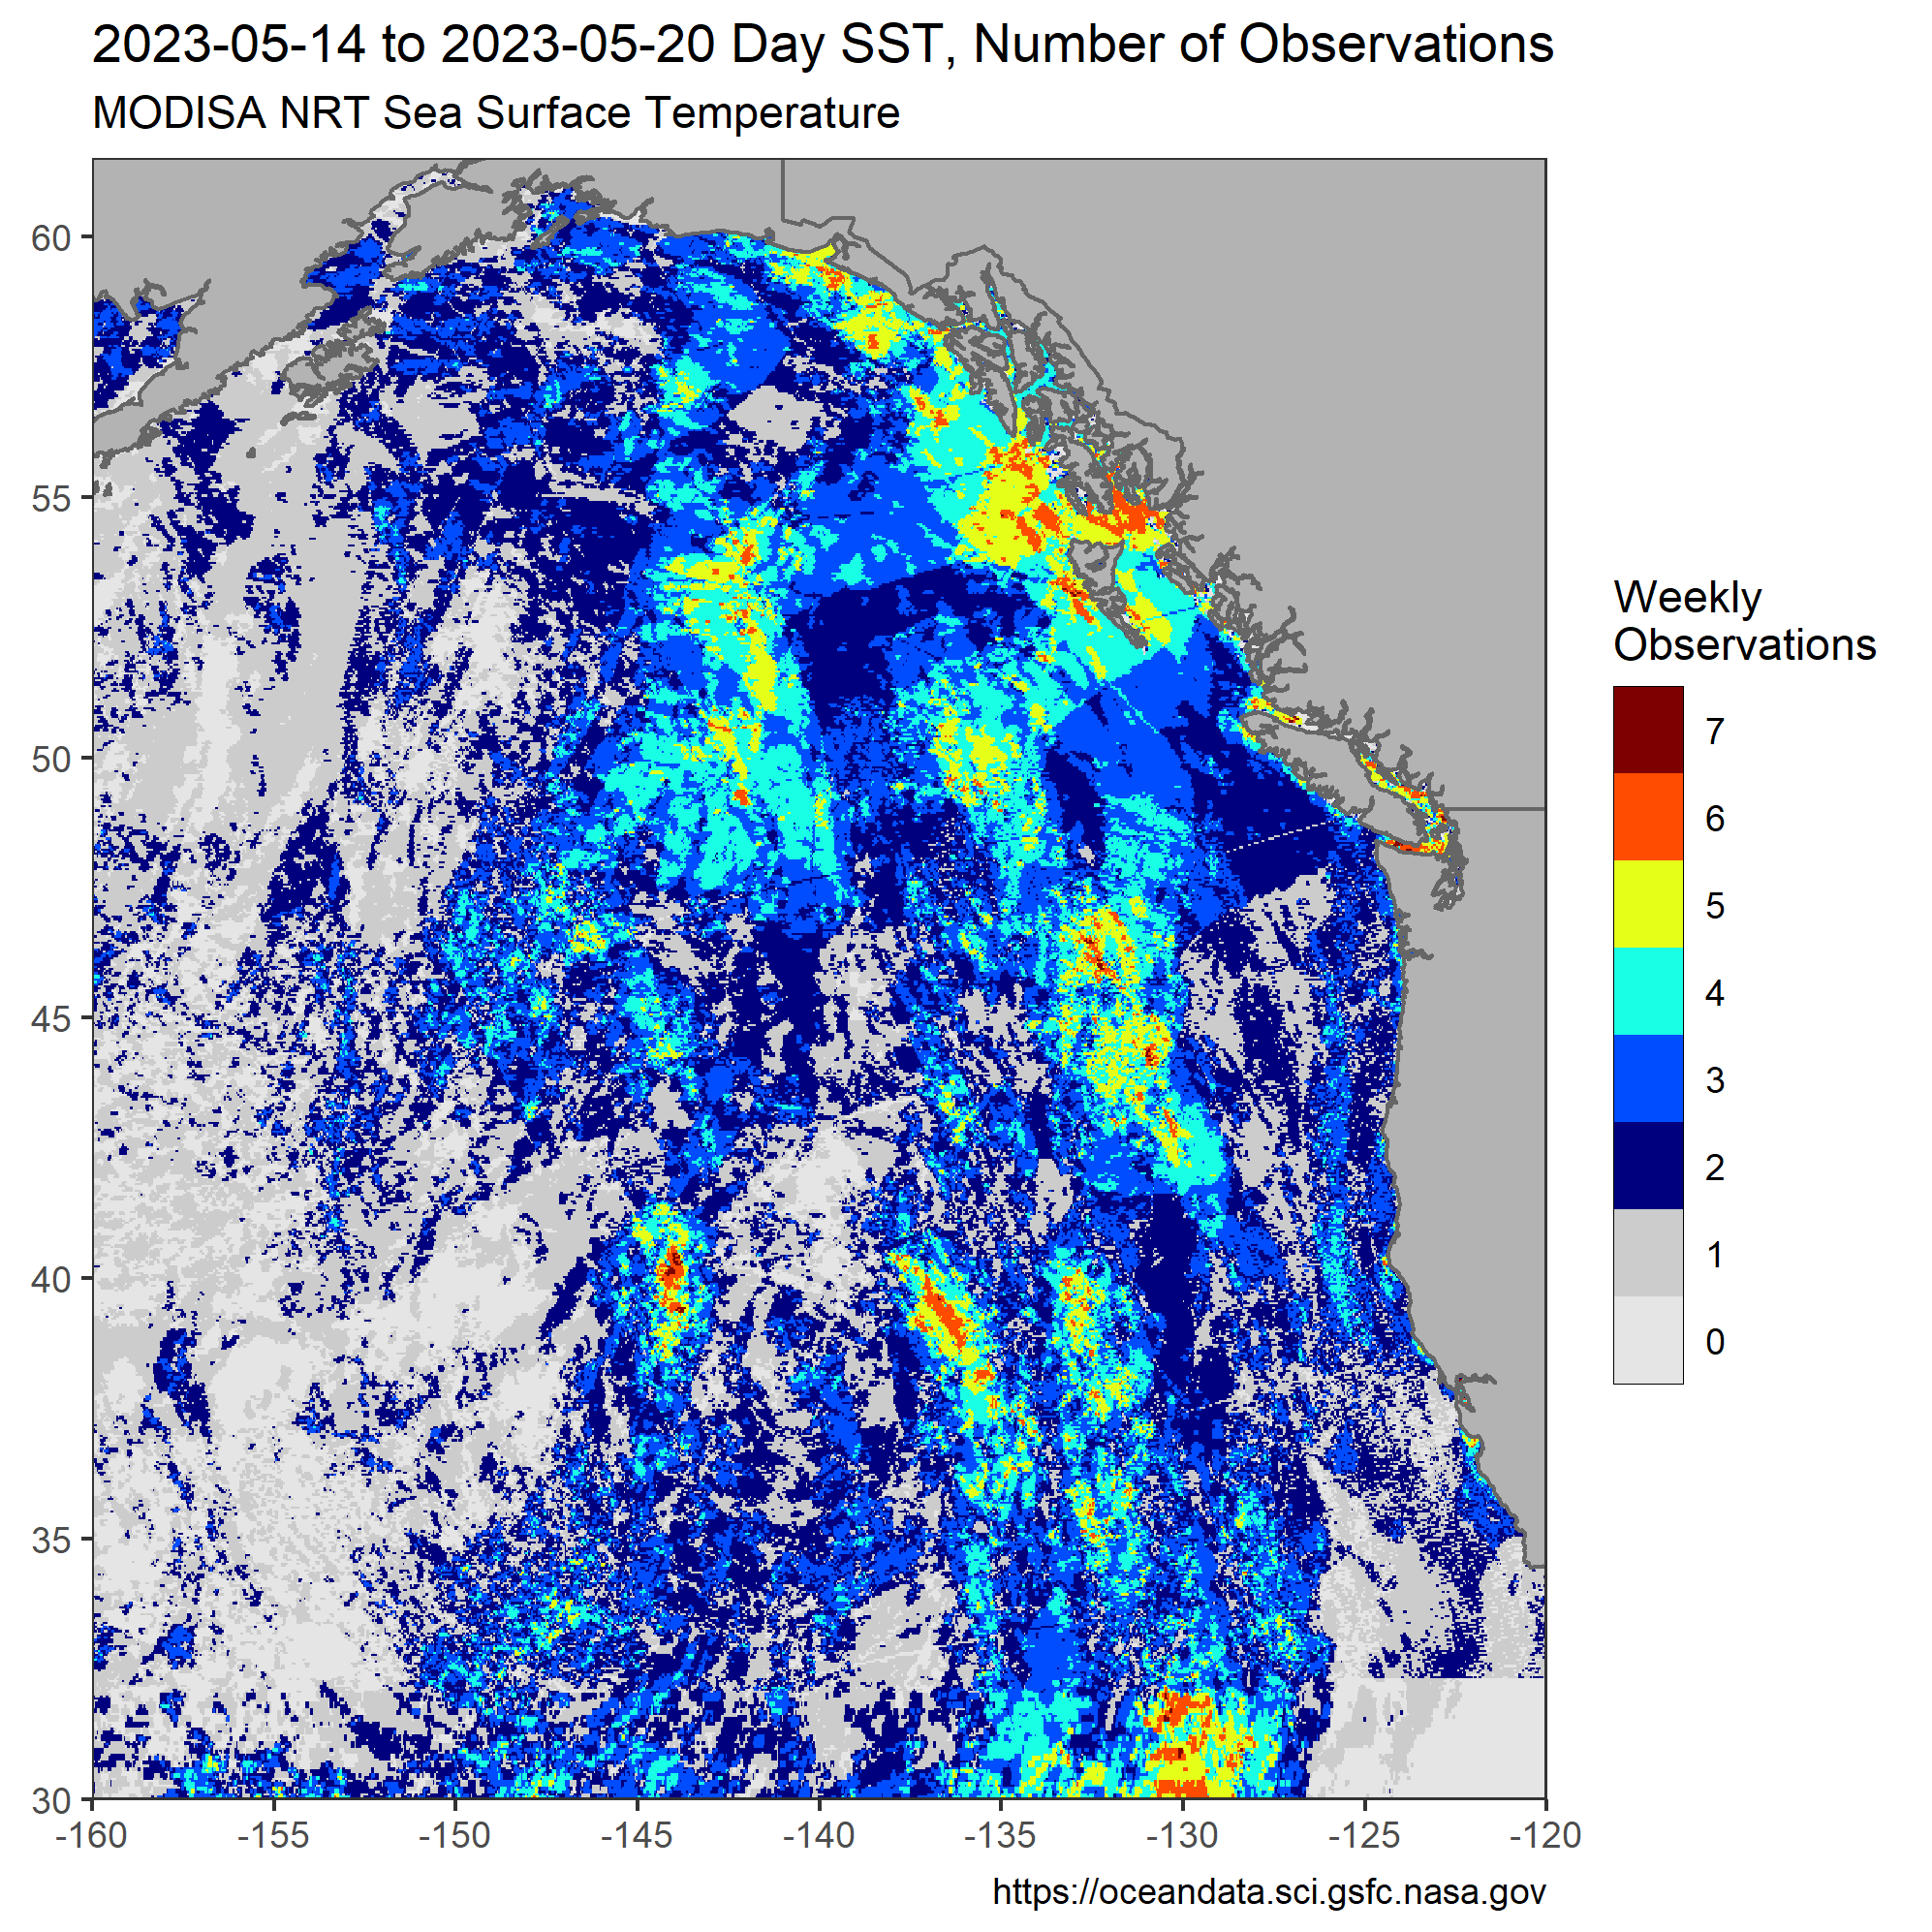 2023-05-14 to 2023-05-20 Day SST, Number of Observations
MODISA NRT Sea Surface Temperature
60
55
50
45
40
35
30
-160 -155 -150 -145 -140 -135 -130 -125 -120
Weekly
Observations
7
6
5
4
3
2
1
0
https://oceandata.sci.gsfc.nasa.gov